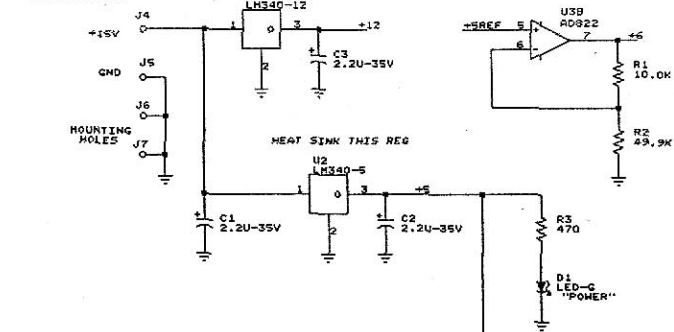 LM340-12
J4
+15V
1
O
3
+12
2
C3
2.2U-35V
+
GND
J5
J6
MOUNTING
HOLES
J7
HEAT SINK THIS REG
U2
LM340-5
1
O
3
+5
2
+
C1
2.2U-35V
+
C2
2.2U-35V
R3
470
D1
LED-G
"POWER"
U3B
AD822
+5REF
5
+
6
-
7
+6
R1
10.0K
R2
49.9K